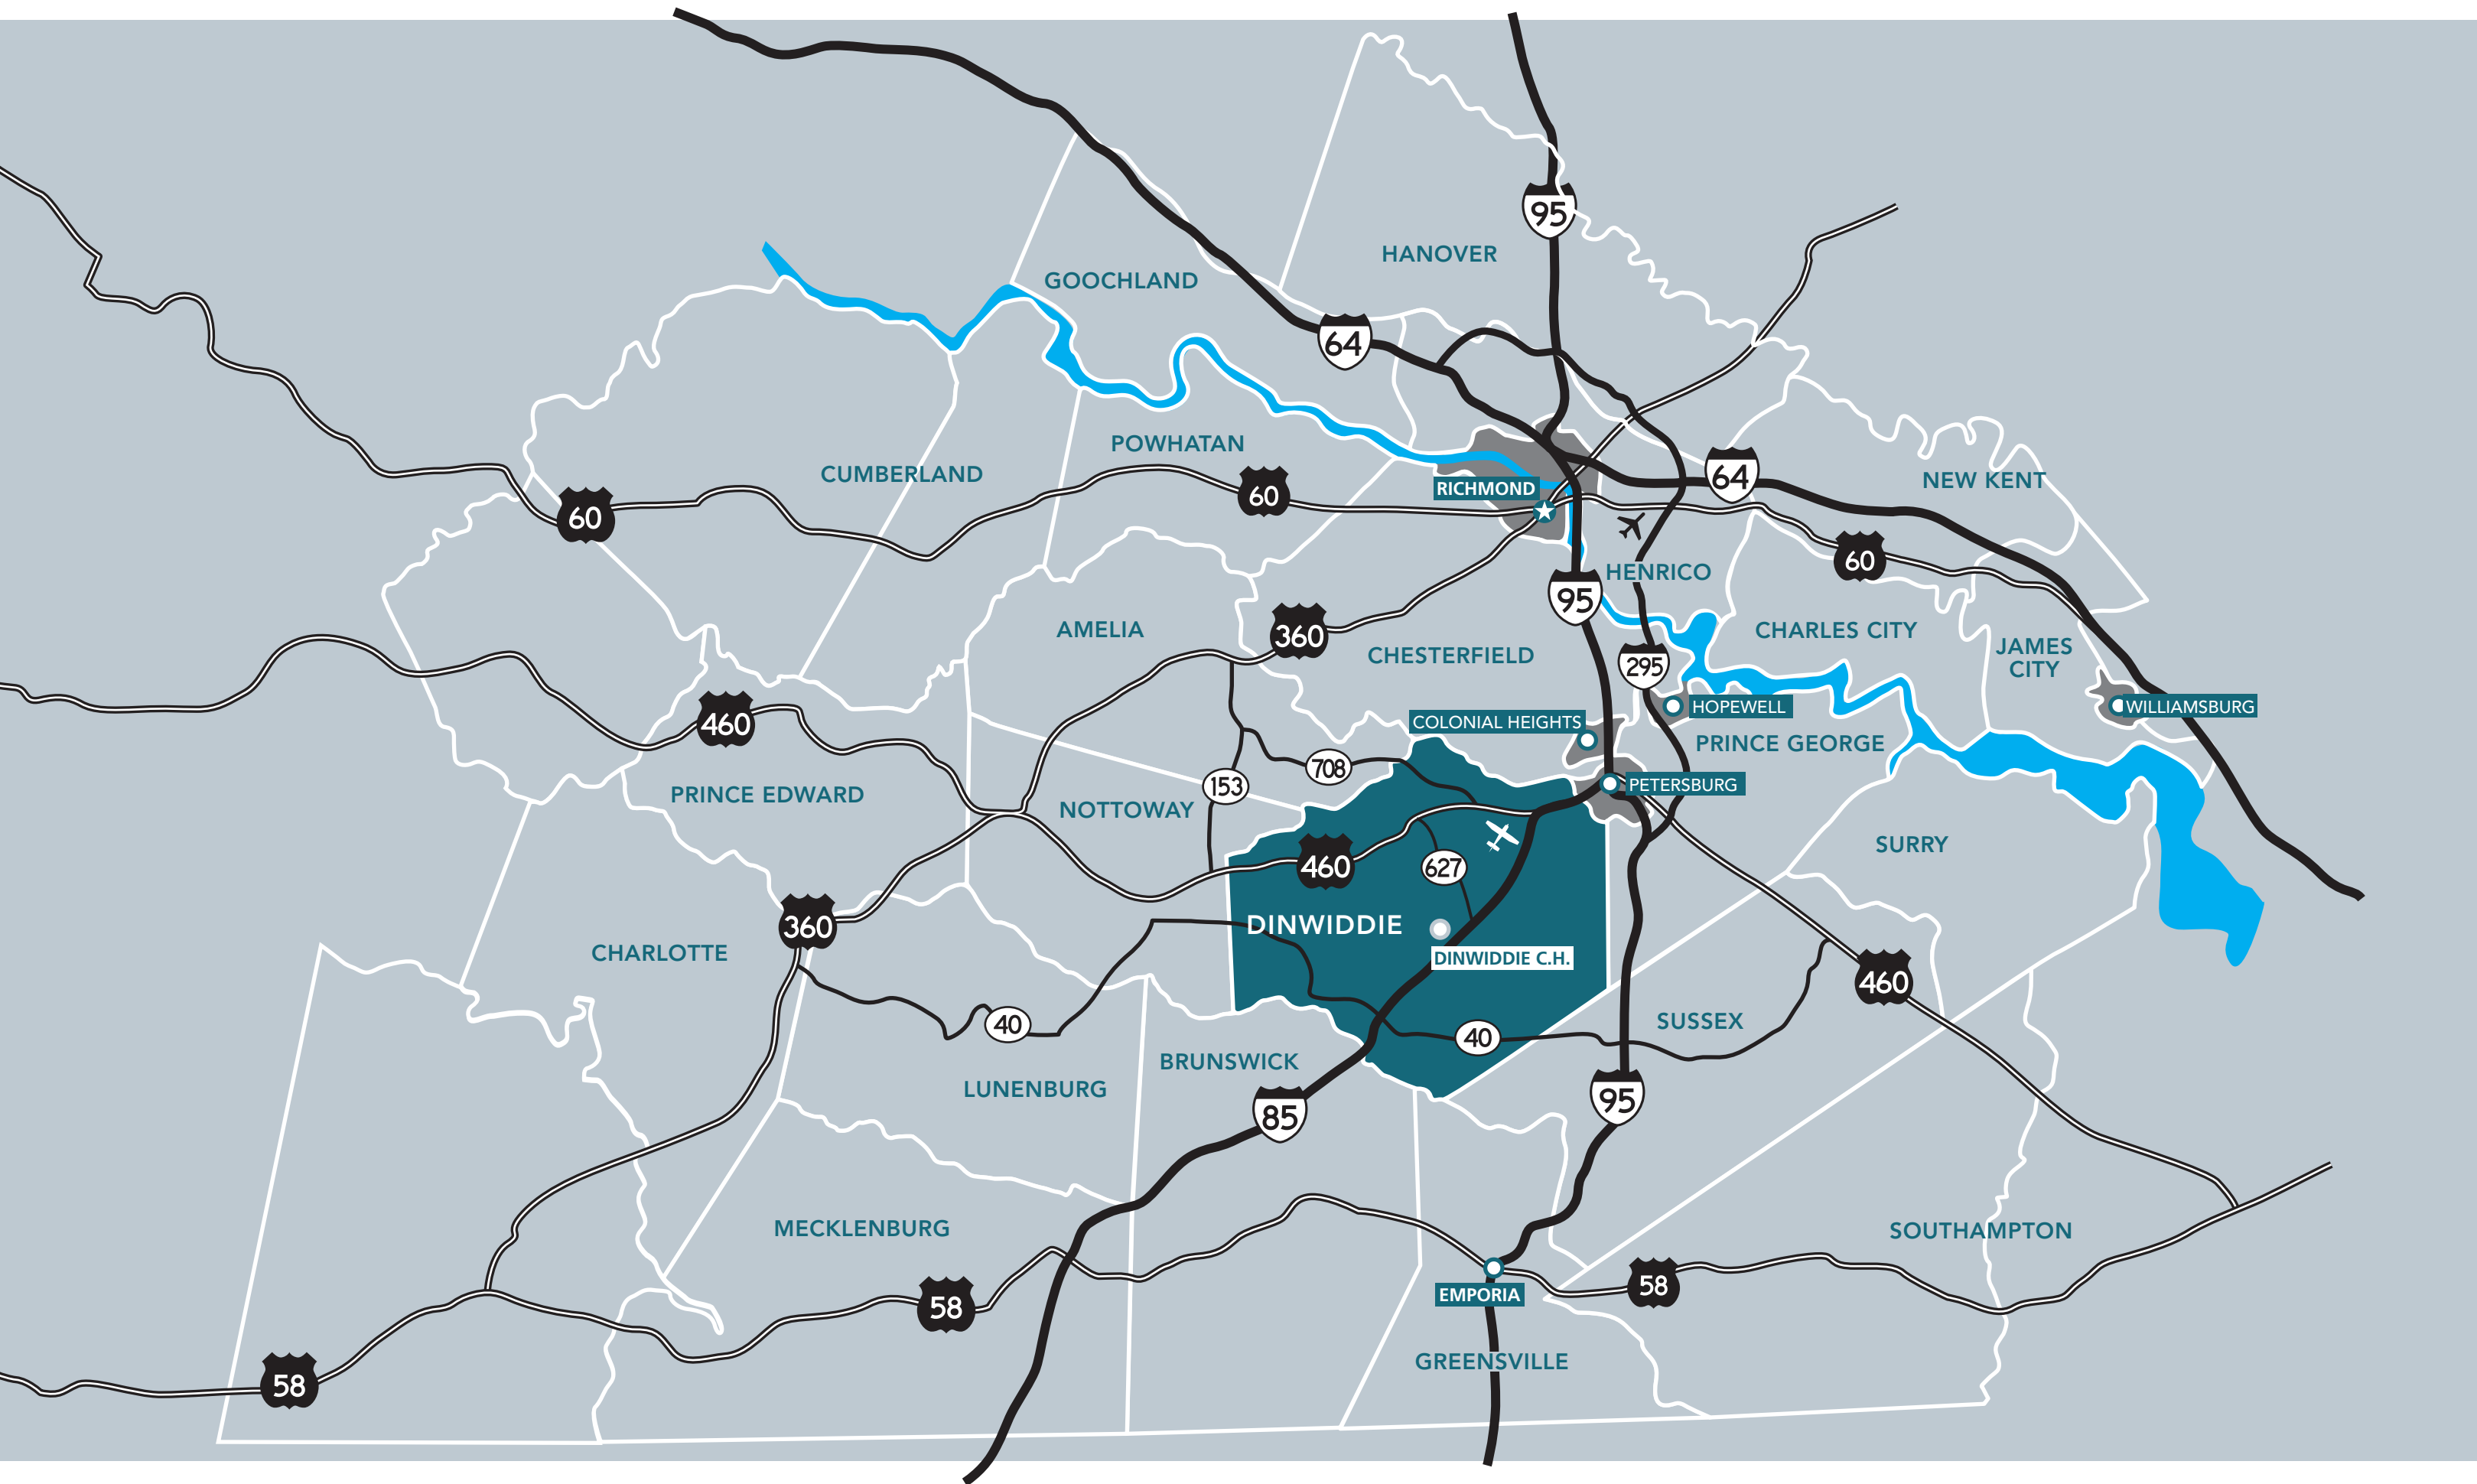 95
HANOVER
GOOCHLAND
64
POWHATAN
CUMBERLAND
64
NEW KENT
RICHMOND
60
60
60
HENRICO
95
AMELIA
360
CHARLES CITY
CHESTERFIELD
295
JAMES
CITY
HOPEWELL
WILLIAMSBURG
460
COLONIAL HEIGHTS
PRINCE GEORGE
708
153
PETERSBURG
PRINCE EDWARD
NOTTOWAY
SURRY
460
627
360
DINWIDDIE
CHARLOTTE
DINWIDDIE C.H.
460
40
SUSSEX
40
BRUNSWICK
LUNENBURG
95
85
MECKLENBURG
SOUTHAMPTON
58
58
EMPORIA
GREENSVILLE
58